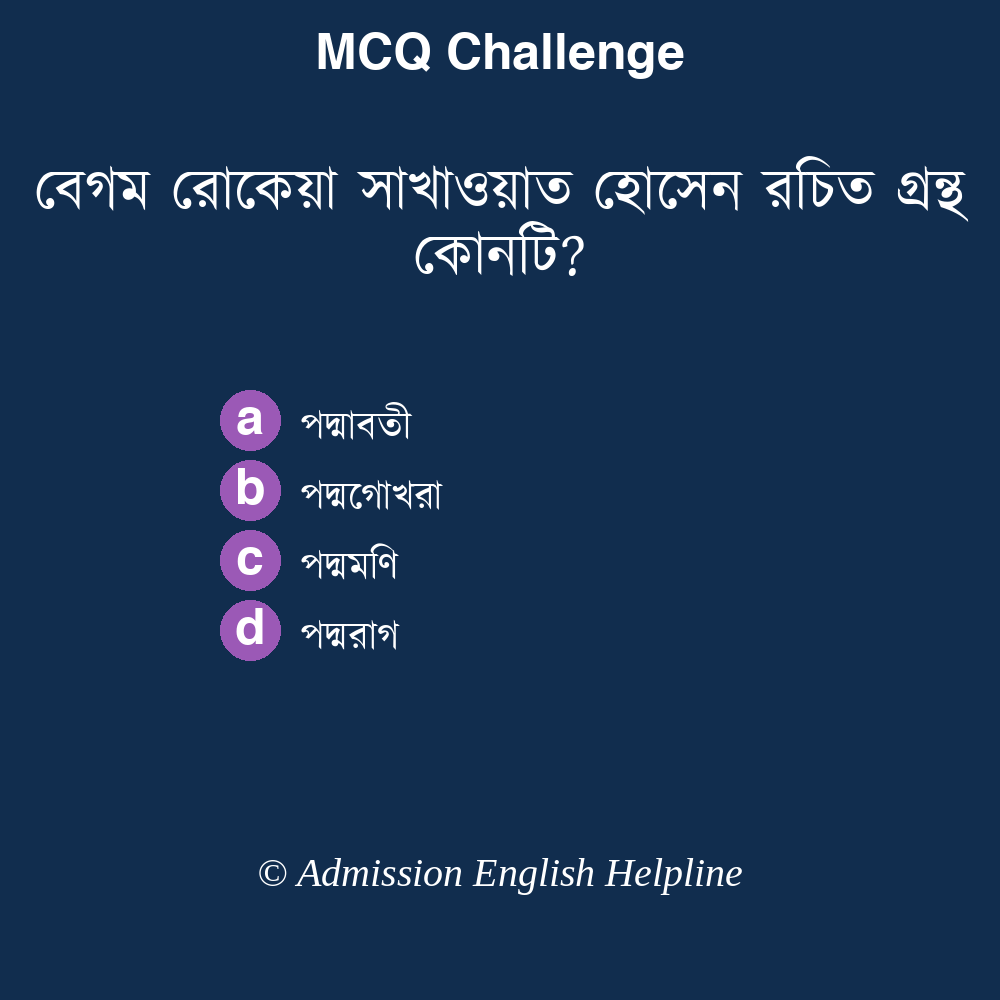 MCQ Challenge
বেগম রোকেয়া সাখাওয়াত হোসেন রচিত গ্রন্থ
কোনটি?
a পদ্মাবতী
b পদ্মগোখরা
c পদ্মমণি
d পদ্মরাগ
© Admission English Helpline